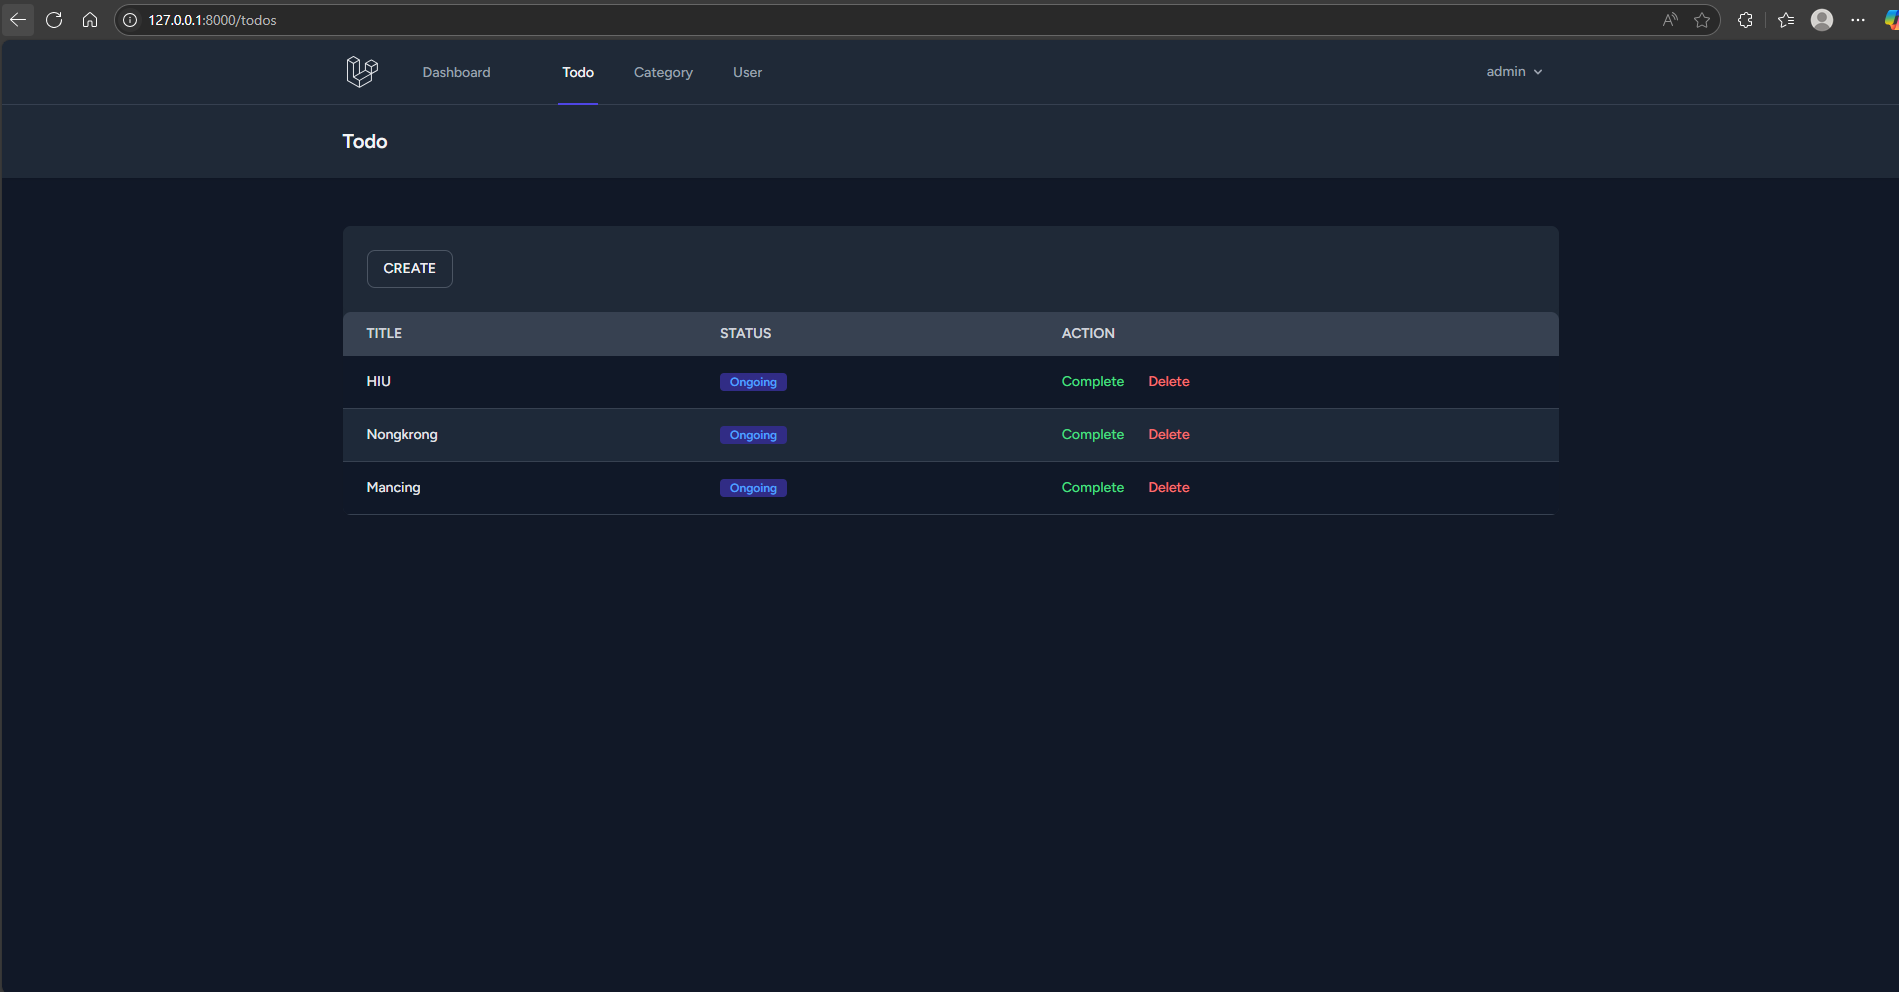 127.0.0.1:8000/todos
Dashboard Todo Category User admin
Todo
CREATE
TITLE STATUS ACTION
HIU Ongoing Complete Delete
Nongkrong Ongoing Complete Delete
Mancing Ongoing Complete Delete